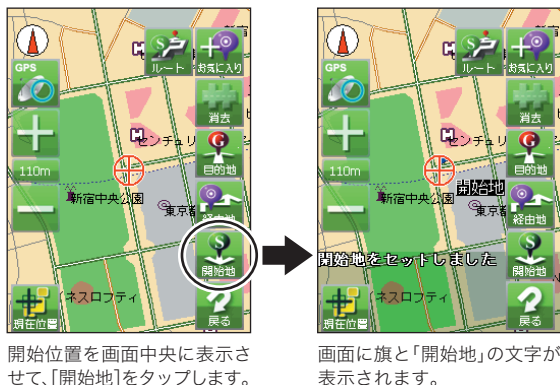 ルート
お気に入り
GPS
消去
センチュリ
目的地
110m
新宿中央公園
東京
経由地
開始地
ネスロフティ
現在位置
戻る
開始位置を画面中央に表示さ
せて、[開始地]をタップします。
ルート
お気に入り
GPS
消去
センチュリ
目的地
110m
開始地
新宿中央公園
東京
経由地
開始地をセットしました
開始地
ネスロフティ
現在位置
戻る
画面に旗と「開始地」の文字が
表示されます。